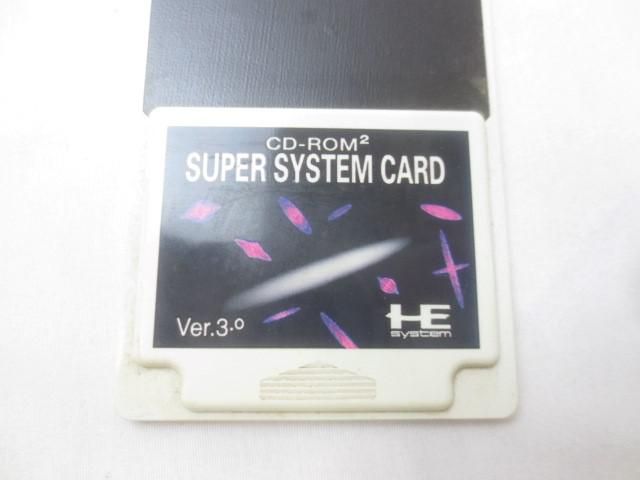 CD-ROM²
SUPER SYSTEM CARD
Ver.3.0
HE
system